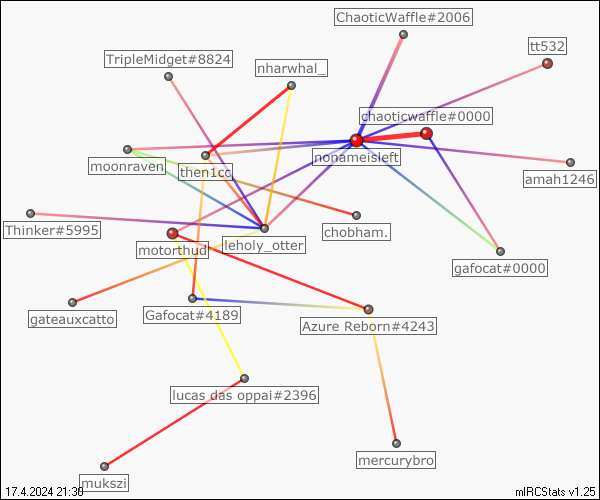 ChaoticWaffle#2006
tt532
TripleMidget#8824
nharwhal_
chaoticwaffle#0000
nonameisleft
moonraven
then1cc
amah1246
Thinker#5995
chobham.
leholy_otter
motorthud
gafocat#0000
gateauxcatto
Gafocat#4189
Azure Reborn#4243
lucas das oppai#2396
mercurybro
mukszi
17.4.2024 21:30
mIRCStats v1.25